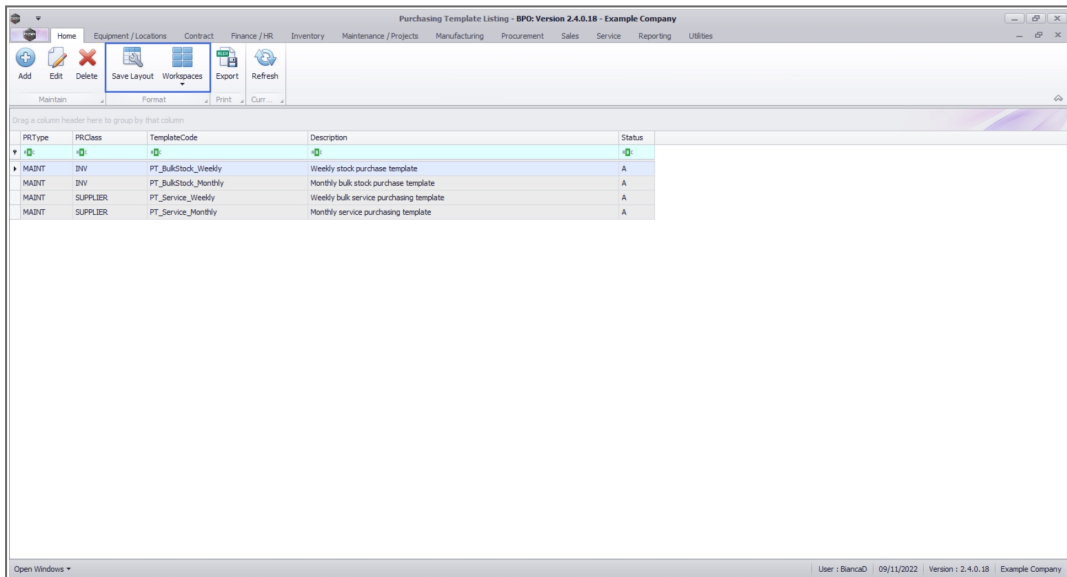 Purchasing Template Listing - BPO: Version 2.4.0.18 - Example Company
Home Equipment / Locations Contract Finance / HR Inventory Maintenance / Projects Manufacturing Procurement Sales Service Reporting Utilities
Add Edit Delete Save Layout Workspaces Export Refresh
Maintain Format Print Curr...
Drag a column header here to group by that column
PRType PRClass TemplateCode Description Status
MAINT INV PT_BulkStock_Weekly Weekly stock purchase template A
MAINT INV PT_BulkStock_Monthly Monthly bulk stock purchase template A
MAINT SUPPLIER PT_Service_Weekly Weekly bulk service purchasing template A
MAINT SUPPLIER PT_Service_Monthly Monthly service purchasing template A
Open Windows User : BiancaD 09/11/2022 Version : 2.4.0.18 Example Company